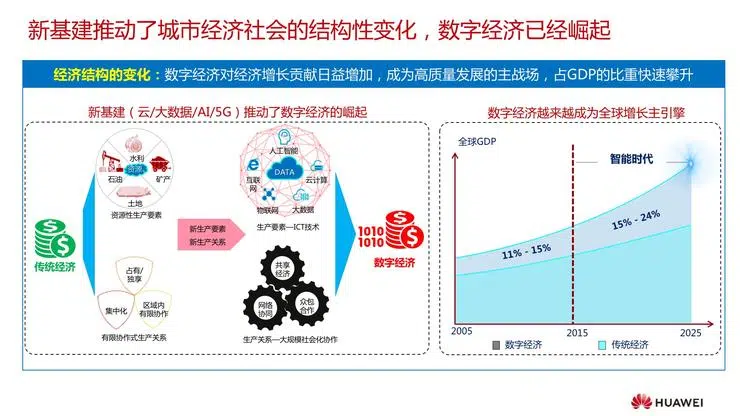 新基建推动了城市经济社会的结构性变化，数字经济已经崛起
经济结构的变化：数字经济对经济增长贡献日益增加，成为高质量发展的主战场，占GDP的比重快速攀升
新基建（云/大数据/AI/5G）推动了数字经济的崛起
水利
石油
资源
矿产
土地
资源性生产要素
传统经济
占有/
独享
集中化
区域内
有限协作
有限协作式生产关系
新生产要素
新生产关系
人工智能
互联
网
DATA
云计算
物联网
大数据
生产要素—ICT技术
1010
1010
数字经济
共享
经济
网络
协同
众包
合作
生产关系—大规模社会化协作
数字经济越来越成为全球增长主引擎
全球GDP
智能时代
11% - 15%
15% - 24%
2005
2015
2025
数字经济
传统经济
HUAWEI